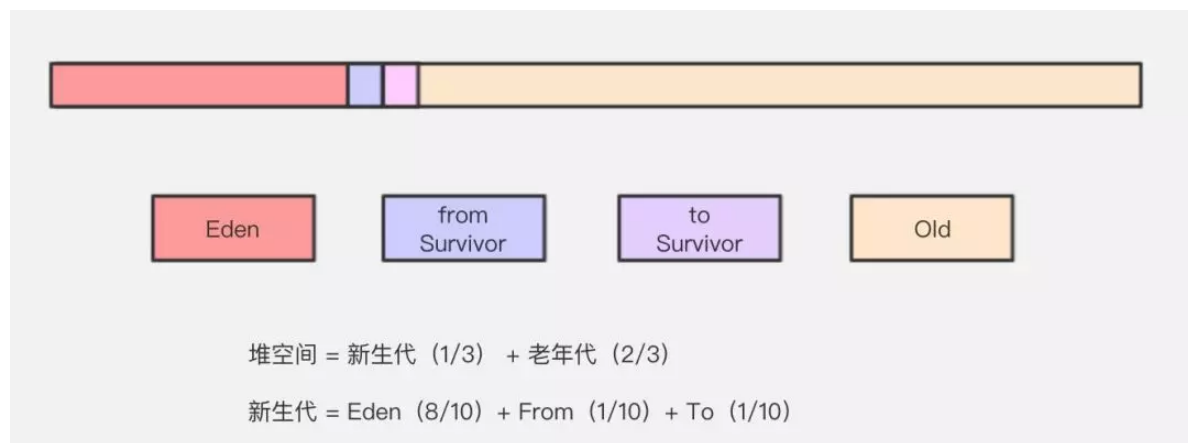 Eden
from
Survivor
to
Survivor
Old
堆空间 = 新生代（1/3） + 老年代（2/3）
新生代 = Eden（8/10）+ From（1/10）+ To（1/10）